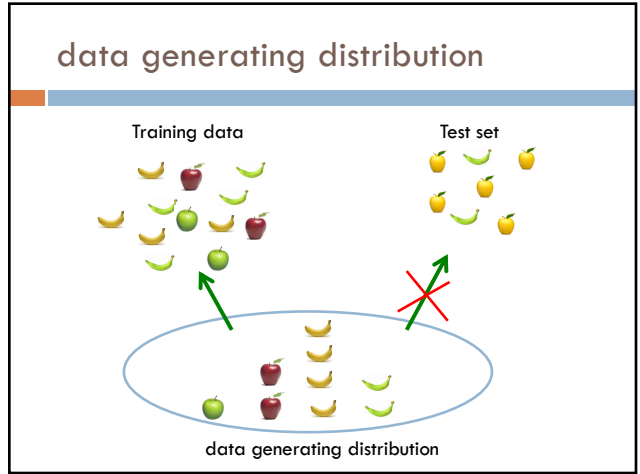 data generating distribution
Training data
Test set
data generating distribution